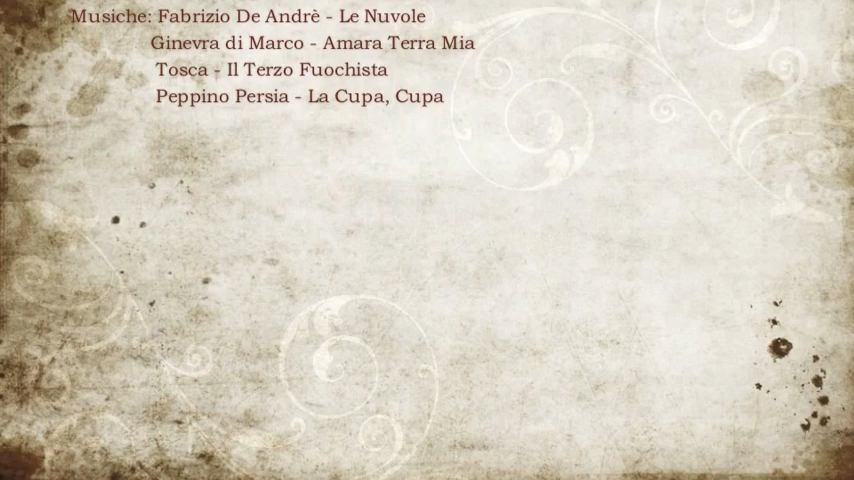 Musiche: Fabrizio De Andrè - Le Nuvole
Ginevra di Marco - Amara Terra Mia
Tosca - Il Terzo Fuochista
Peppino Persia - La Cupa, Cupa